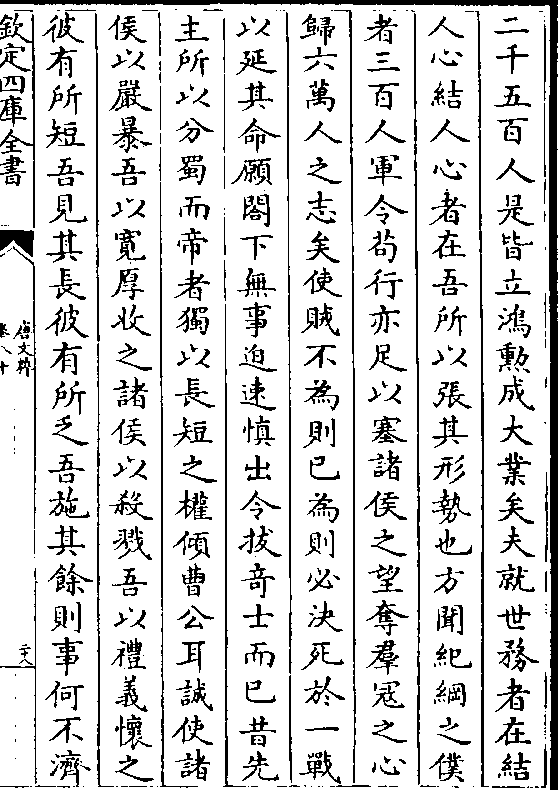 二千五百人是皆立鴻勲成大業矣夫就世務者在結
人心結人心者在吾所以張其形勢也方聞紀綱之僕
者三百人軍令茍行亦足以塞諸侯之望奪羣冦之心
歸六萬人之志矣使賊不為則已為則必決死於一戰
以延其命願閣下無事迫速慎出令拔竒士而已昔先
主所以分蜀而帝者獨以長短之權傾曹公耳誠使諸
侯以嚴暴吾以寛厚收之諸侯以殺戮吾以禮義懷之
彼有所短吾見其長彼有所乏吾施其餘則事何不濟
欽定四庫全書
唐文粹
卷八十
二十八